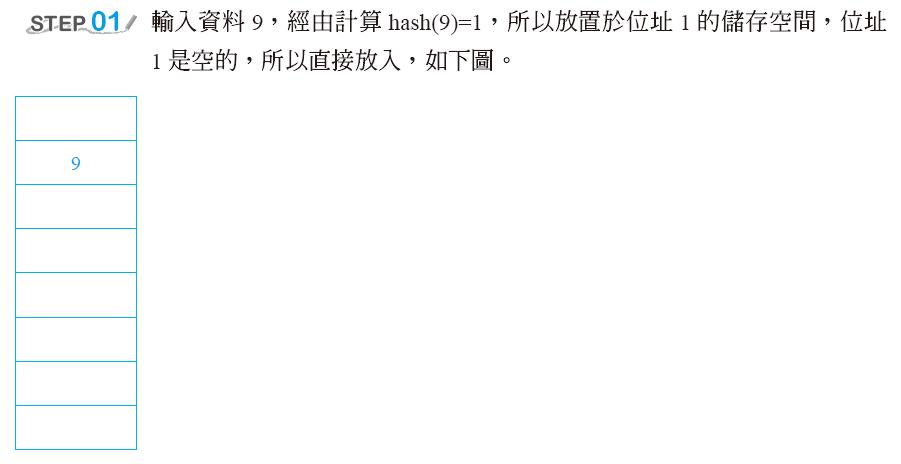 STEP 01 輸入資料 9，經由計算 hash(9)=1，所以放置於位址 1 的儲存空間，位址
1 是空的，所以直接放入，如下圖。
9